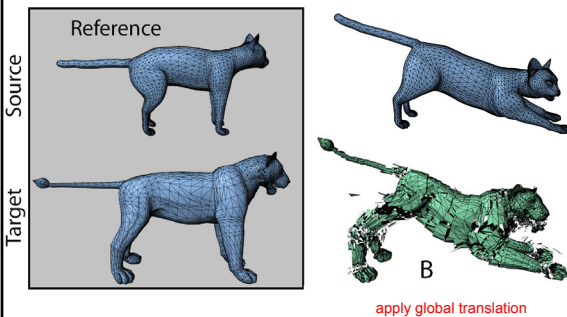 Reference
Source
Target
B
apply global translation